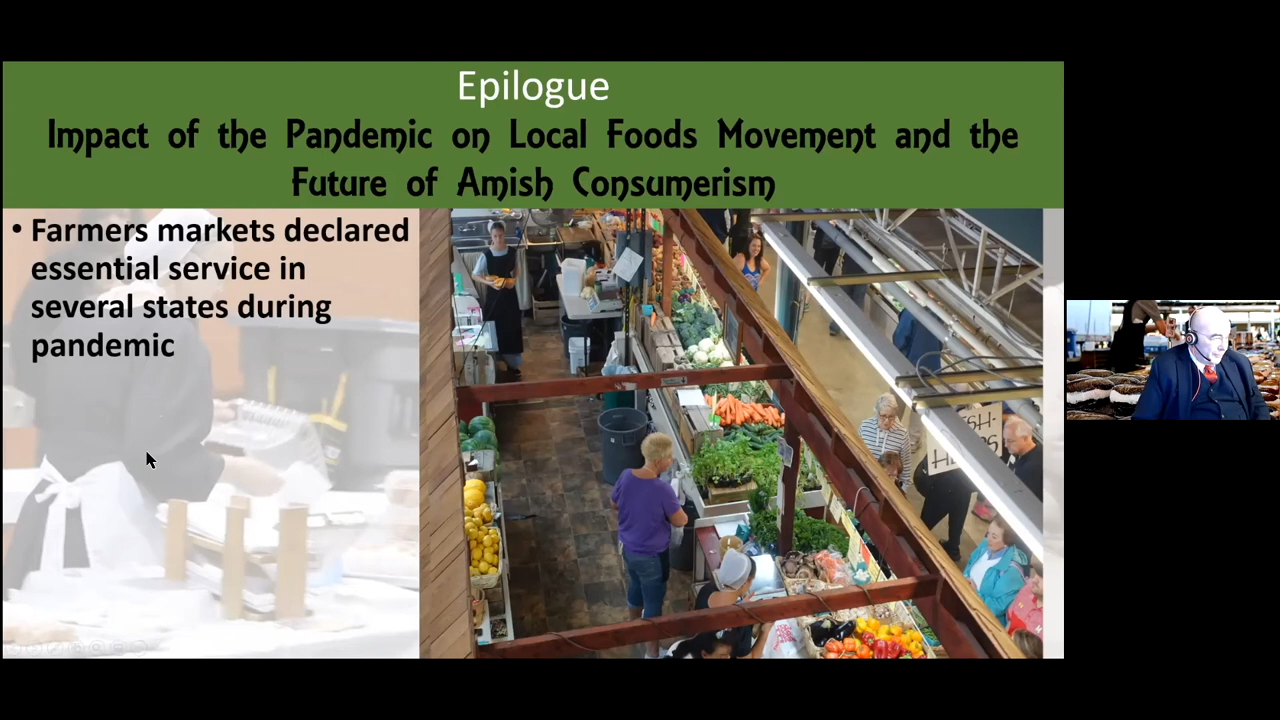 Epilogue
Impact of the Pandemic on Local Foods Movement and the
Future of Amish Consumerism
• Farmers markets declared
essential service in
several states during
pandemic